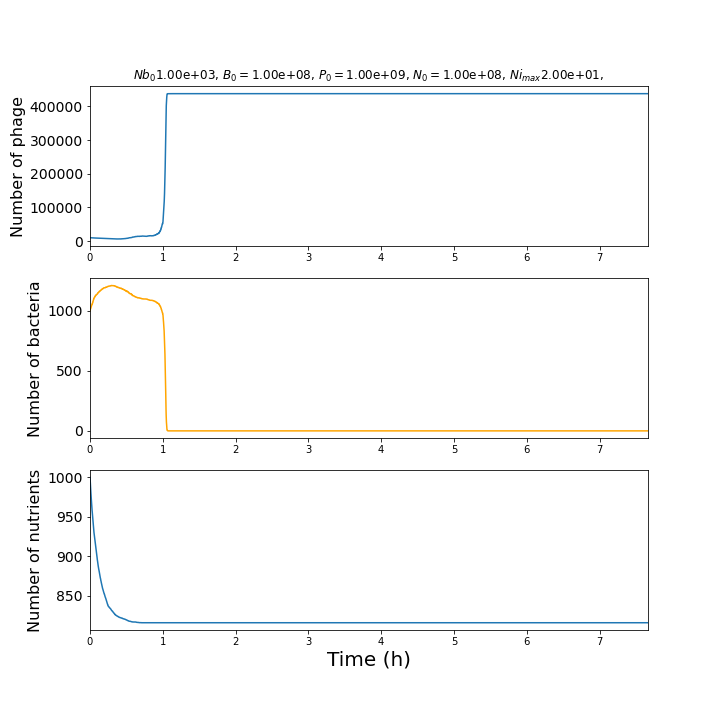 Nb₀1.00e+03, B₀ = 1.00e+08, P₀ = 1.00e+09, N₀ = 1.00e+08, Niₘₐₓ2.00e+01,
Number of phage
400000
300000
200000
100000
0
0 1 2 3 4 5 6 7
Number of bacteria
1000
500
0
0 1 2 3 4 5 6 7
Number of nutrients
1000
950
900
850
0 1 2 3 4 5 6 7
Time (h)